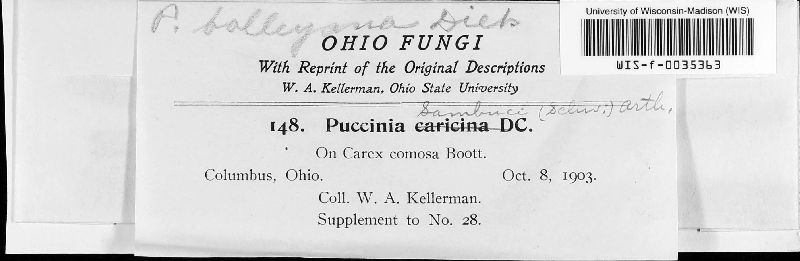 P. bolleyana Diet
University of Wisconsin-Madison (WIS)
WIS-f-0035363
OHIO FUNGI
With Reprint of the Original Descriptions
W. A. Kellerman, Ohio State University
Sambuci (Schw.) Arth.
148. Puccinia caricina DC.
On Carex comosa Boott.
Columbus, Ohio. Oct. 8, 1903.
Coll. W. A. Kellerman.
Supplement to No. 28.